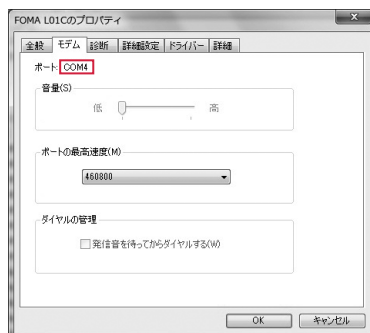 FOMA L01Cのプロパティ
全般 モデム 診断 詳細設定 ドライバー 詳細
ポート: COM4
音量(S)
低 高
ポートの最高速度(M)
460800
ダイヤルの管理
発信音を待ってからダイヤルする(W)
OK キャンセル